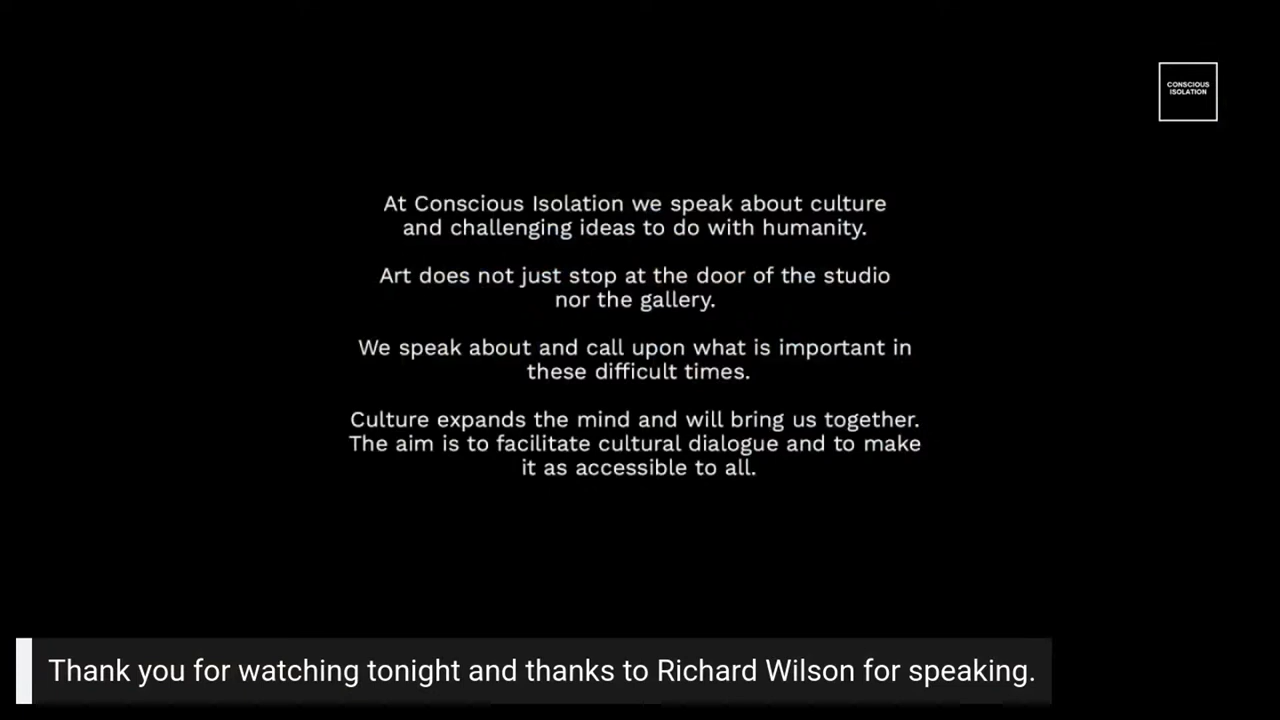 CONSCIOUS
ISOLATION
At Conscious Isolation we speak about culture
and challenging ideas to do with humanity.
Art does not just stop at the door of the studio
nor the gallery.
We speak about and call upon what is important in
these difficult times.
Culture expands the mind and will bring us together.
The aim is to facilitate cultural dialogue and to make
it as accessible to all.
Thank you for watching tonight and thanks to Richard Wilson for speaking.